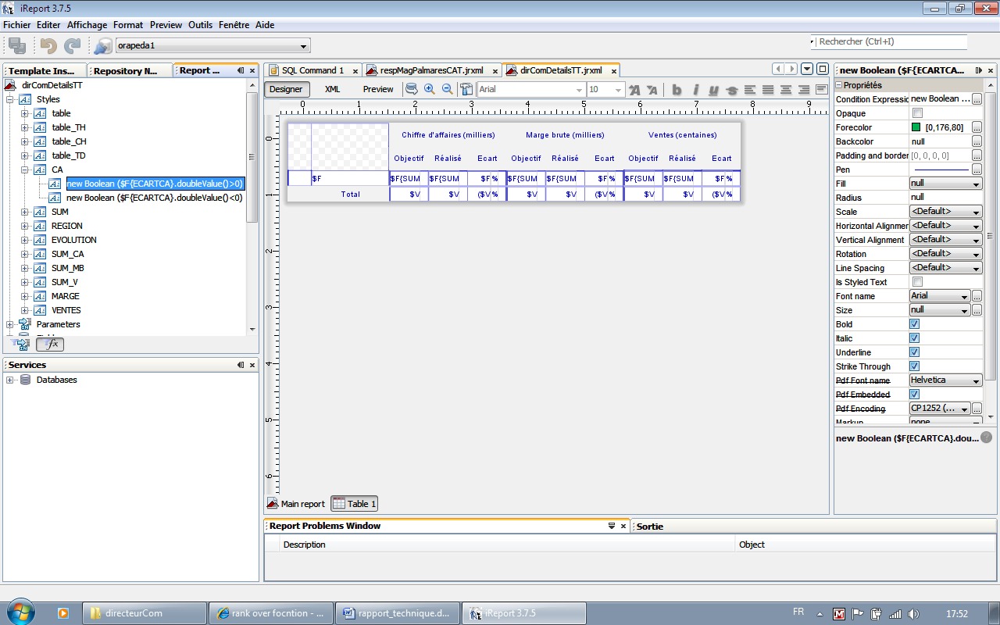 iReport 3.7.5
Fichier Editer Affichage Format Preview Outils Fenêtre Aide
orapeda1
Rechercher (Ctrl+I)
Template Ins...
Repository N...
Report ...
dirComDetailsTT
Styles
table
table_TH
table_CH
table_TD
CA
new Boolean ($F{ECARTCA}.doubleValue()>0)
new Boolean ($F{ECARTCA}.doubleValue()<0)
SUM
REGION
EVOLUTION
SUM_CA
SUM_MB
SUM_V
MARGE
VENTES
Parameters
fx
Services
Databases
SQL Command 1
respMagPalmaresCAT.jrxml
dirComDetailsTT.jrxml
Designer XML Preview
Arial
10
b i u s
0 1 2 3 4 5 6 7 8 9
0
1
2
3
4
5
6
Chiffre d'affaires (milliers) Marge brute (milliers) Ventes (centaines)
Objectif Réalisé Ecart Objectif Réalisé Ecart Objectif Réalisé Ecart
$F $F{SUM $F{SUM $F % $F{SUM $F{SUM $F % $F{SUM $F{SUM $F %
Total $V $V ($V % $V $V ($V % $V $V ($V %
Main report
Table 1
Report Problems Window
Sortie
Description Object
new Boolean ($F{ECARTCA...
Propriétés
Condition Expressio new Boolean ... ...
Opaque
Forecolor [0,176,80] ...
Backcolor null ...
Padding and border [0, 0, 0, 0] ...
Pen ...
Fill null
Radius null
Scale <Default>
Horizontal Alignmer <Default>
Vertical Alignment <Default>
Rotation <Default>
Line Spacing <Default>
Is Styled Text
Font name Arial ...
Size null ...
Bold
Italic
Underline
Strike Through
Pdf Font name Helvetica
Pdf Embedded
Pdf Encoding CP1252 (... ...
Markup none
new Boolean ($F{ECARTCA}.dou...
directeurCom
rank over focntion - ...
rapport_technique.d...
iReport 3.7.5
FR
17:52